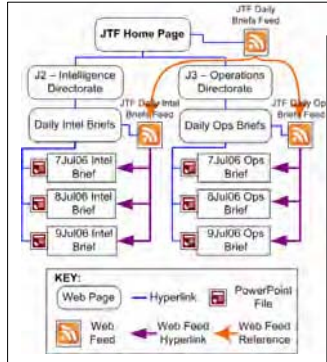 JTF Home Page
JTF Daily
Briefs Feed
J2 – Intelligence
Directorate
J3 – Operations
Directorate
JTF Daily Intel
Briefs Feed
JTF Daily Ops
Briefs Feed
Daily Intel Briefs
Daily Ops Briefs
7Jul06 Intel
Brief
7Jul06 Ops
Brief
8Jul06 Intel
Brief
8Jul06 Ops
Brief
9Jul06 Intel
Brief
9Jul06 Ops
Brief
KEY:
Web Page
Hyperlink
PowerPoint
File
Web
Feed
Web Feed
Hyperlink
Web Feed
Reference